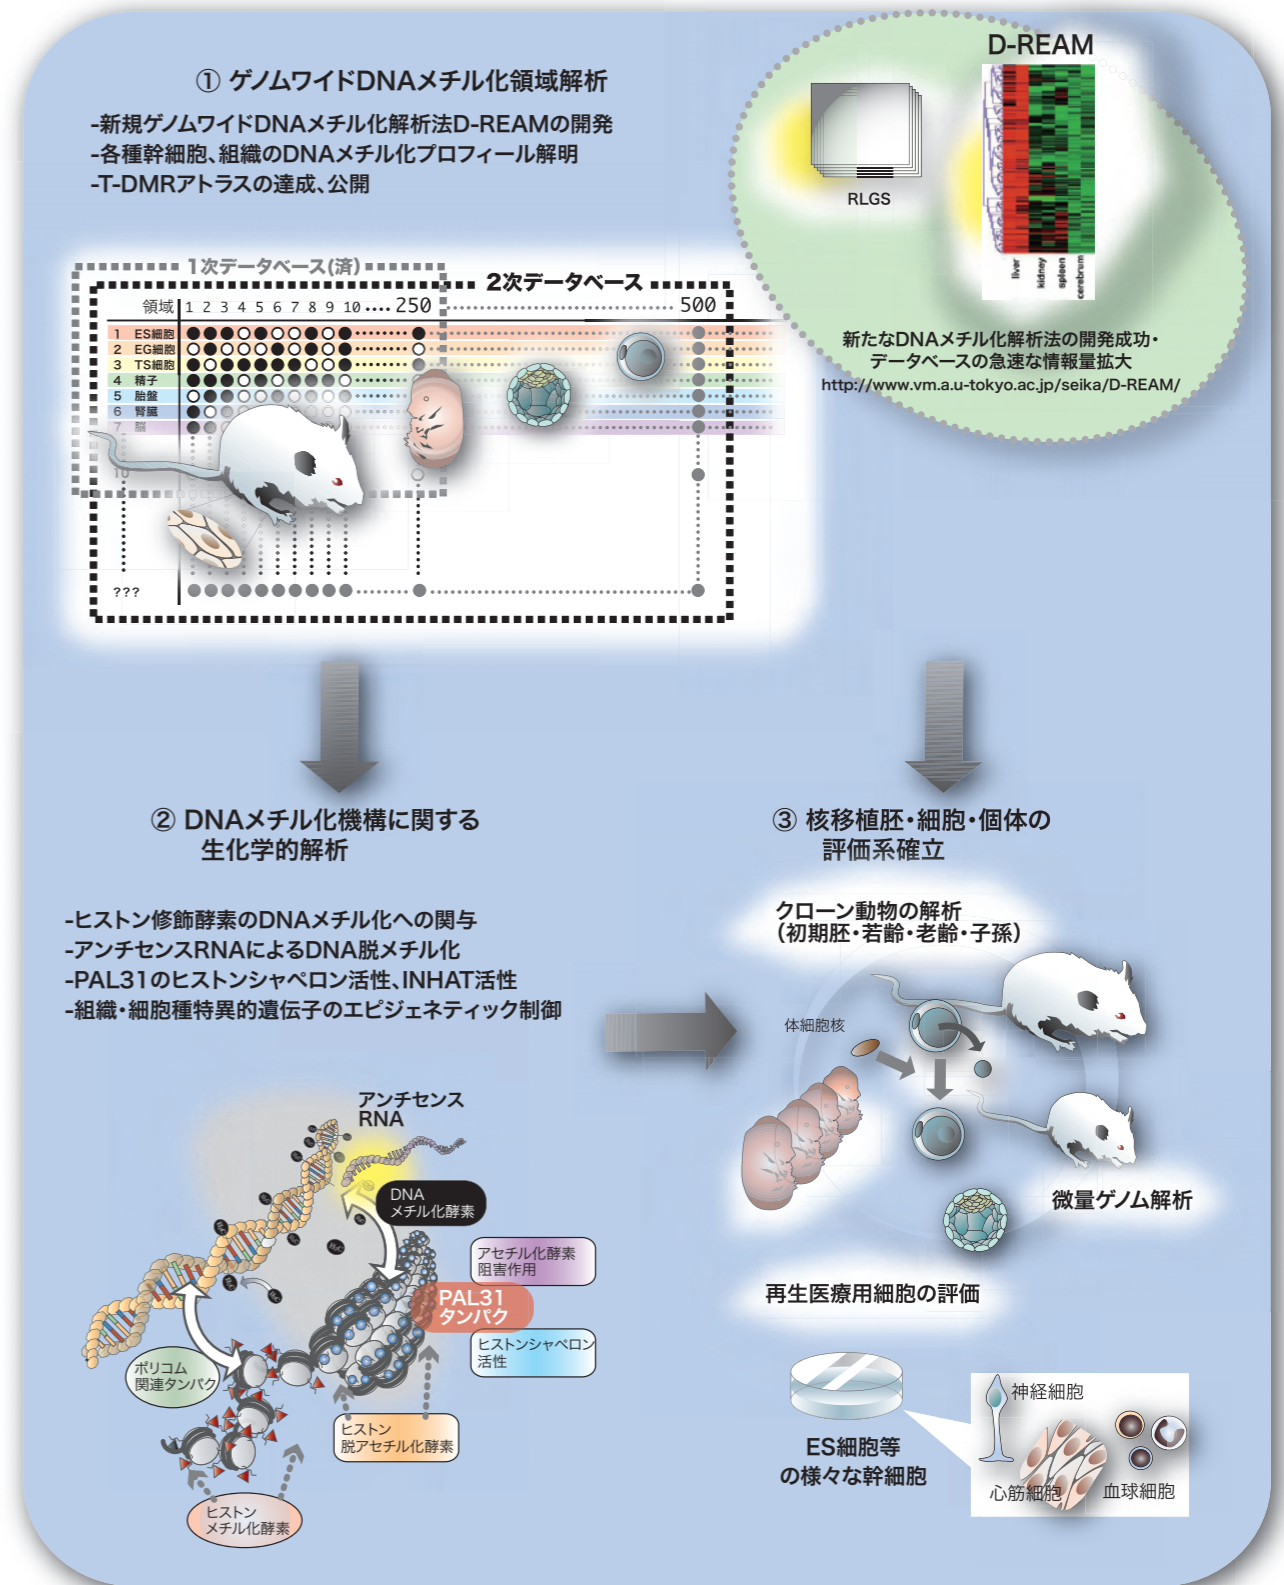 ① ゲノムワイドDNAメチル化領域解析
-新規ゲノムワイドDNAメチル化解析法D-REAMの開発
-各種幹細胞、組織のDNAメチル化プロフィール解明
-T-DMRアトラスの達成、公開
D-REAM
RLGS
liver
kidney
spleen
cerebrum
新たなDNAメチル化解析法の開発成功・
データベースの急速な情報量拡大
http://www.vm.a.u-tokyo.ac.jp/seika/D-REAM/
1次データベース(済)
2次データベース
領域 1 2 3 4 5 6 7 8 9 10 250 500
1 ES細胞
2 EG細胞
3 TS細胞
4 精子
5 胎盤
6 腎臓
7 脳
10
???
② DNAメチル化機構に関する
生化学的解析
-ヒストン修飾酵素のDNAメチル化への関与
-アンチセンスRNAによるDNA脱メチル化
-PAL31のヒストンシャペロン活性、INHAT活性
-組織・細胞種特異的遺伝子のエピジェネティック制御
アンチセンス
RNA
DNA
メチル化酵素
アセチル化酵素
阻害作用
PAL31
タンパク
ヒストンシャペロン
活性
ポリコム
関連タンパク
ヒストン
脱アセチル化酵素
ヒストン
メチル化酵素
③ 核移植胚・細胞・個体の
評価系確立
クローン動物の解析
(初期胚・若齢・老齢・子孫)
体細胞核
微量ゲノム解析
再生医療用細胞の評価
ES細胞等
の様々な幹細胞
神経細胞
心筋細胞
血球細胞